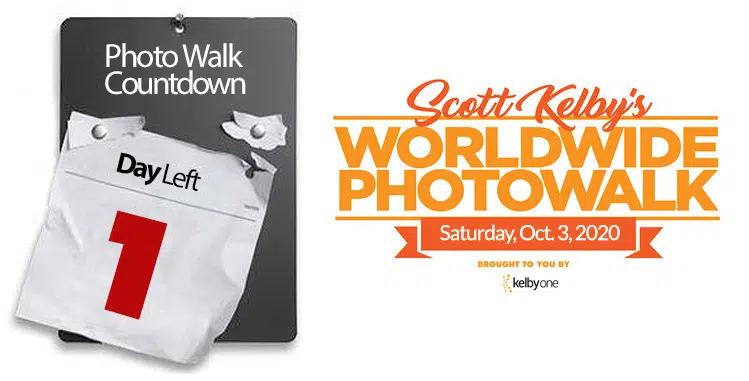 Photo Walk
Countdown
Day Left
1
Scott Kelby's
WORLDWIDE
PHOTOWALK
Saturday, Oct. 3, 2020
BROUGHT TO YOU BY
kelbyone